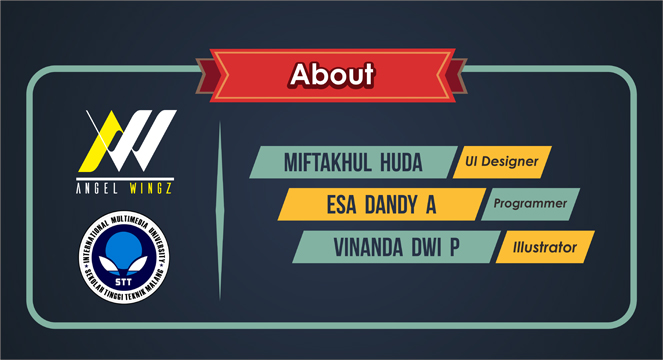 About
ANGEL WINGZ
INTERNATIONAL MULTIMEDIA UNIVERSITY
STT
SEKOLAH TINGGI TEKNIK MALANG
MIFTAKHUL HUDA UI Designer
ESA DANDY A Programmer
VINANDA DWI P Illustrator